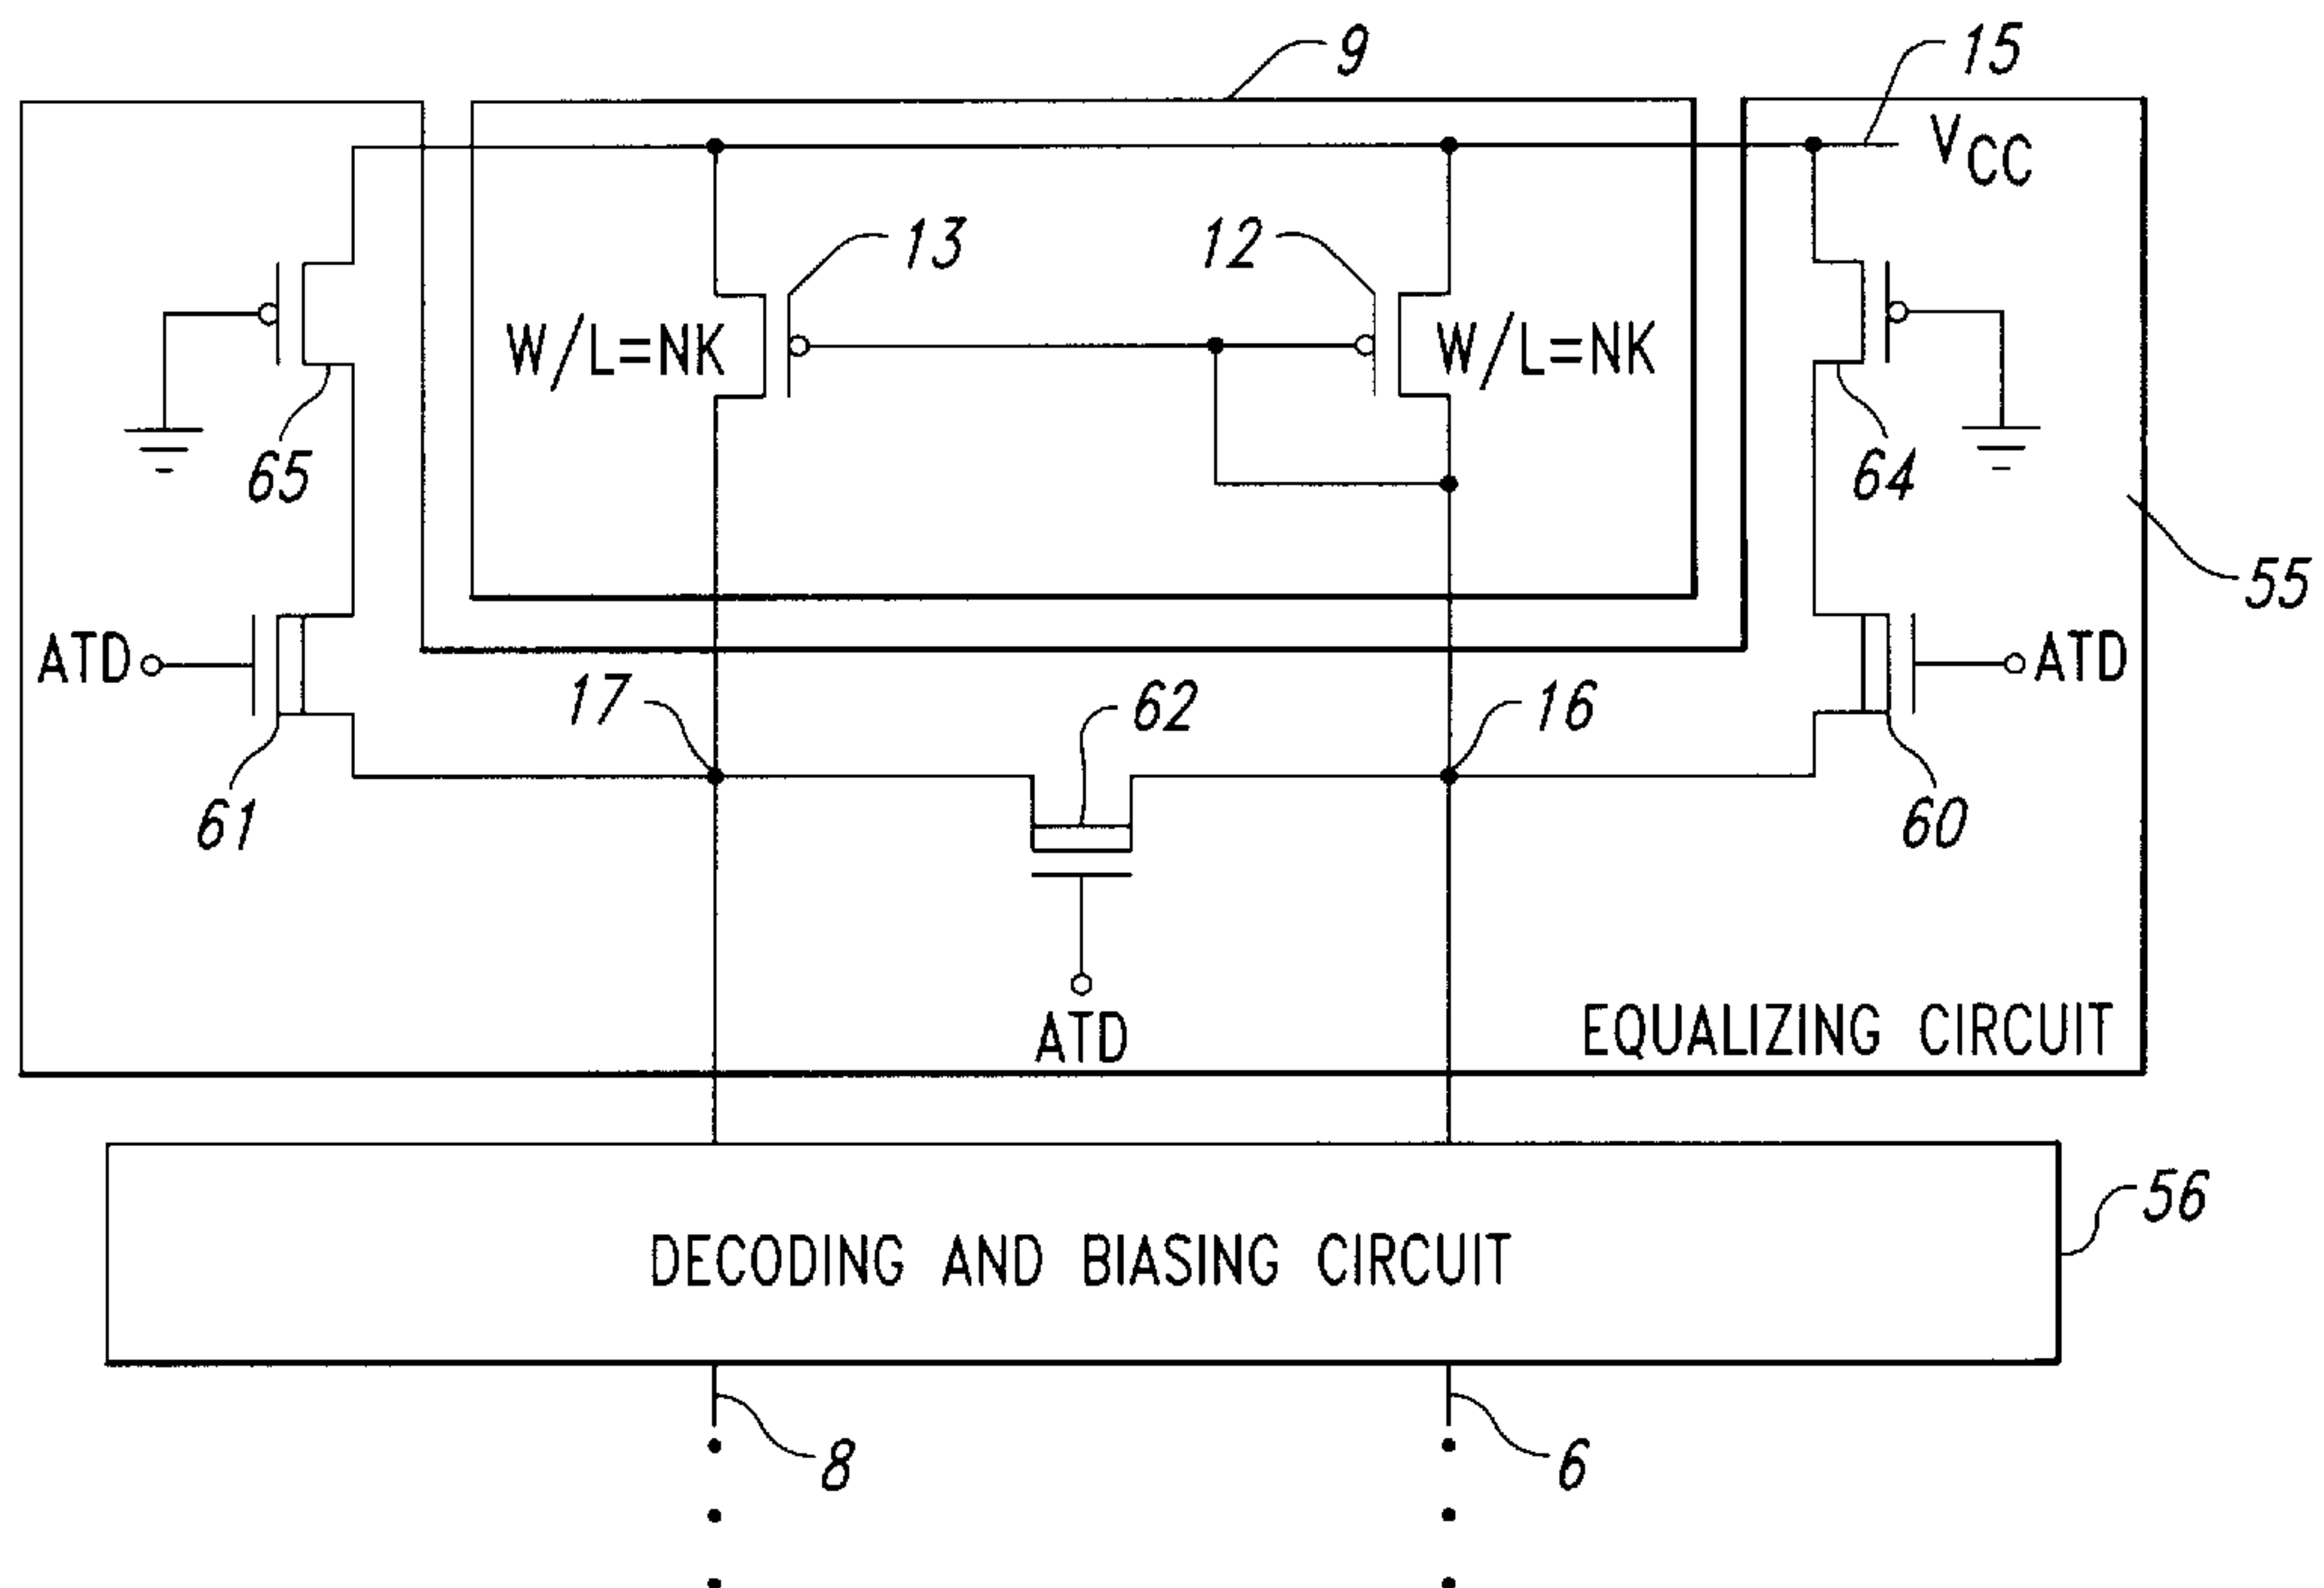 9
15
VCC
13
12
W/L=NK
W/L=NK
65
64
55
ATD
ATD
17
62
16
61
60
ATD
EQUALIZING CIRCUIT
56
DECODING AND BIASING CIRCUIT
8
6